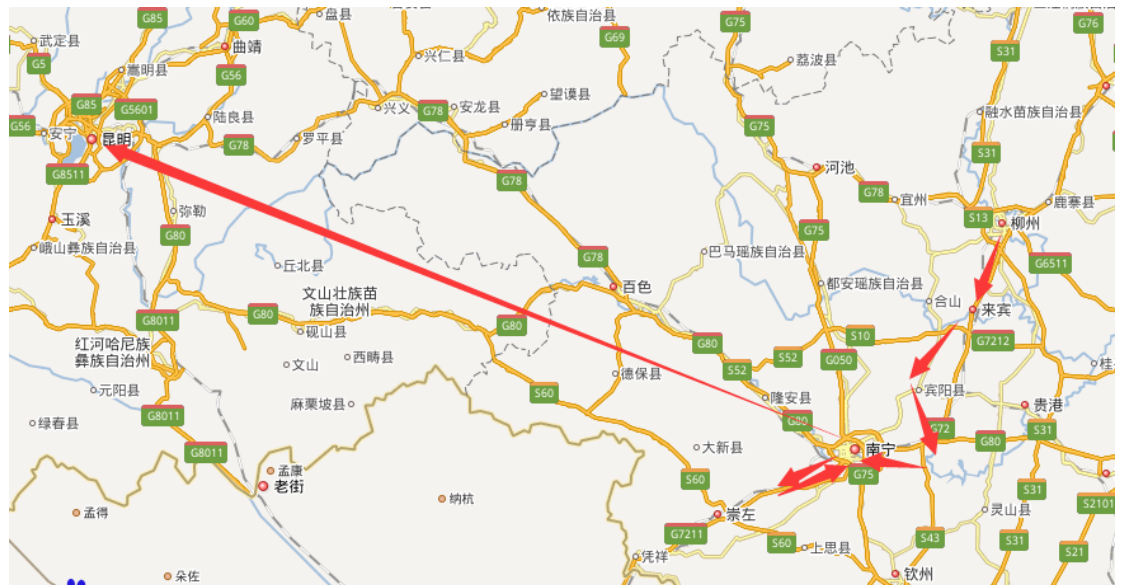 G85
G60
盘县
依族自治县
G75
G76
武定县
曲靖
G69
S31
G5
嵩明县
G56
兴仁县
荔波县
G85
G5601
望谟县
兴义
G78
安龙县
融水苗族自治县
G56
安宁
陆良县
册亨县
G75
昆明
罗平县
G78
S31
G8511
河池
G78
G78
宜州
鹿寨县
玉溪
弥勒
S13
柳州
G80
G75
峨山彝族自治县
巴马瑶族自治县
G78
G6511
丘北县
百色
都安瑶族自治县
文山壮族苗
族自治州
合山
来宾
G8011
G80
G80
砚山县
S10
G7212
红河哈尼族
彝族自治州
G80
S52
G050
文山
西畴县
S52
德保县
元阳县
S60
宾阳县
隆安县
麻栗坡县
贵港
G8011
绿春县
G80
G72
S31
G80
G8011
大新县
南宁
孟康
G75
老街
S60
纳杭
S31
S2101
孟得
崇左
灵山县
G7211
S60
上思县
S43
S31
S21
凭祥
朵佐
钦州